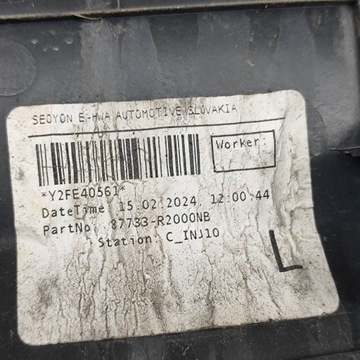 SEOYON E-HWA AUTOMOTIVE SLOVAKIA
Worker:
*Y2FE40561*
DateTime: 15.02.2024. 12:00:44
PartNo: 87733-R2000NB
Station: C_INJ10
L